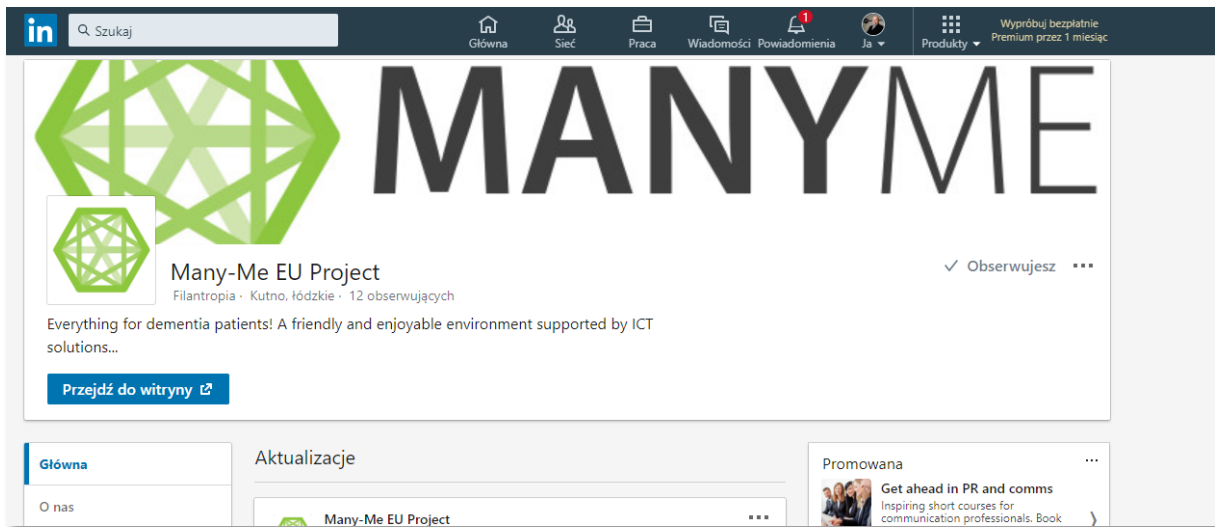 in
Szukaj
Główna
Sieć
Praca
Wiadomości
1
Powiadomienia
Ja
Produkty
Wypróbuj bezpłatnie
Premium przez 1 miesiąc
MANYME
Many-Me EU Project
Filantropia · Kutno, łódzkie · 12 obserwujących
Obserwujesz
Everything for dementia patients! A friendly and enjoyable environment supported by ICT
solutions...
Przejdź do witryny
Główna
O nas
Aktualizacje
Many-Me EU Project
Promowana
Get ahead in PR and comms
Inspiring short courses for
communication professionals. Book